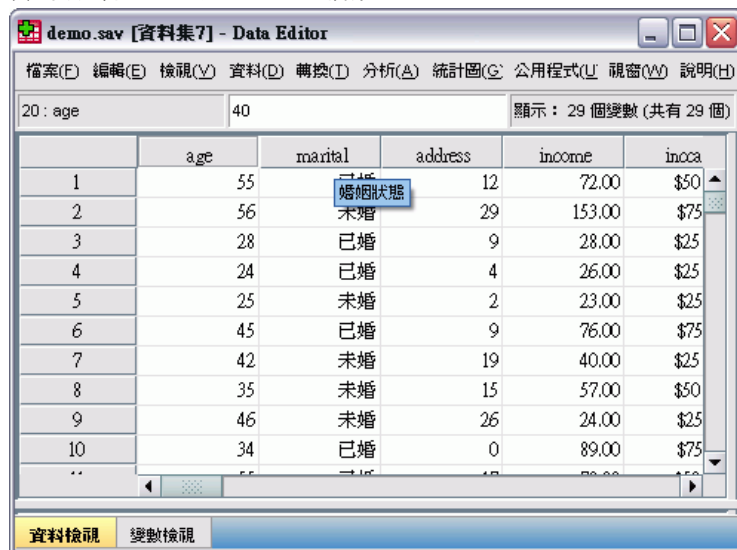 demo.sav [資料集7] - Data Editor
檔案(F) 編輯(E) 檢視(V) 資料(D) 轉換(T) 分析(A) 統計圖(G) 公用程式(U) 視窗(W) 說明(H)
20 : age 40 顯示： 29 個變數 (共有 29 個)
age marital address income incca
1 55 12 72.00 $50
婚姻狀態
2 56 未婚 29 153.00 $75
3 28 已婚 9 28.00 $25
4 24 已婚 4 26.00 $25
5 25 未婚 2 23.00 $25
6 45 已婚 9 76.00 $75
7 42 未婚 19 40.00 $25
8 35 未婚 15 57.00 $50
9 46 未婚 26 24.00 $25
10 34 已婚 0 89.00 $75
資料檢視 變數檢視